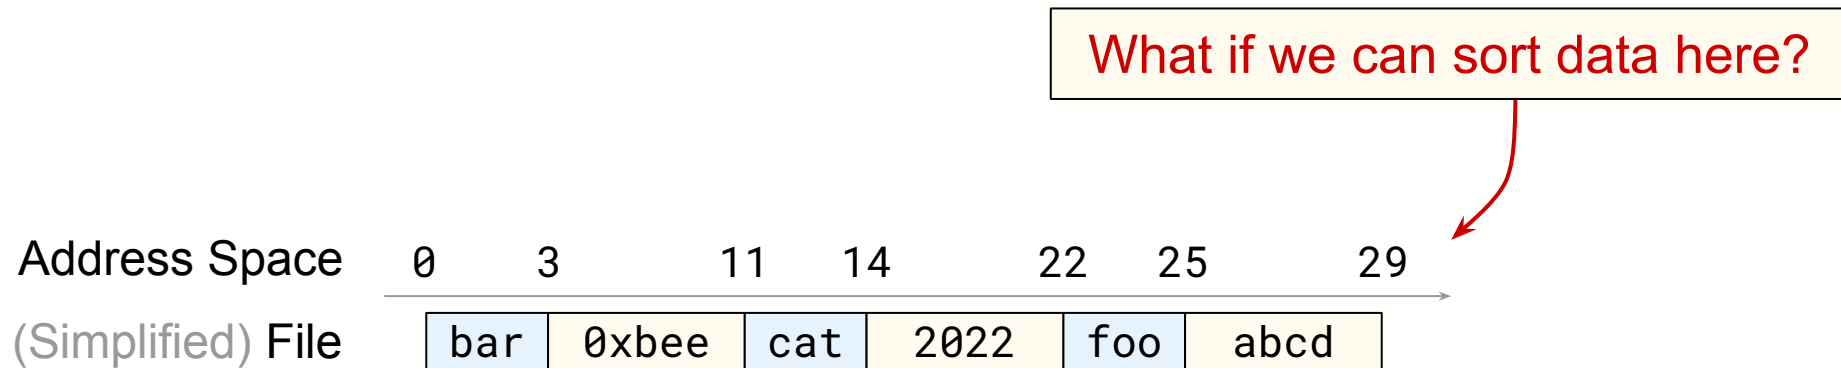 What if we can sort data here?
Address Space 0 3 11 14 22 25 29
(Simplified) File bar 0xbee cat 2022 foo abcd